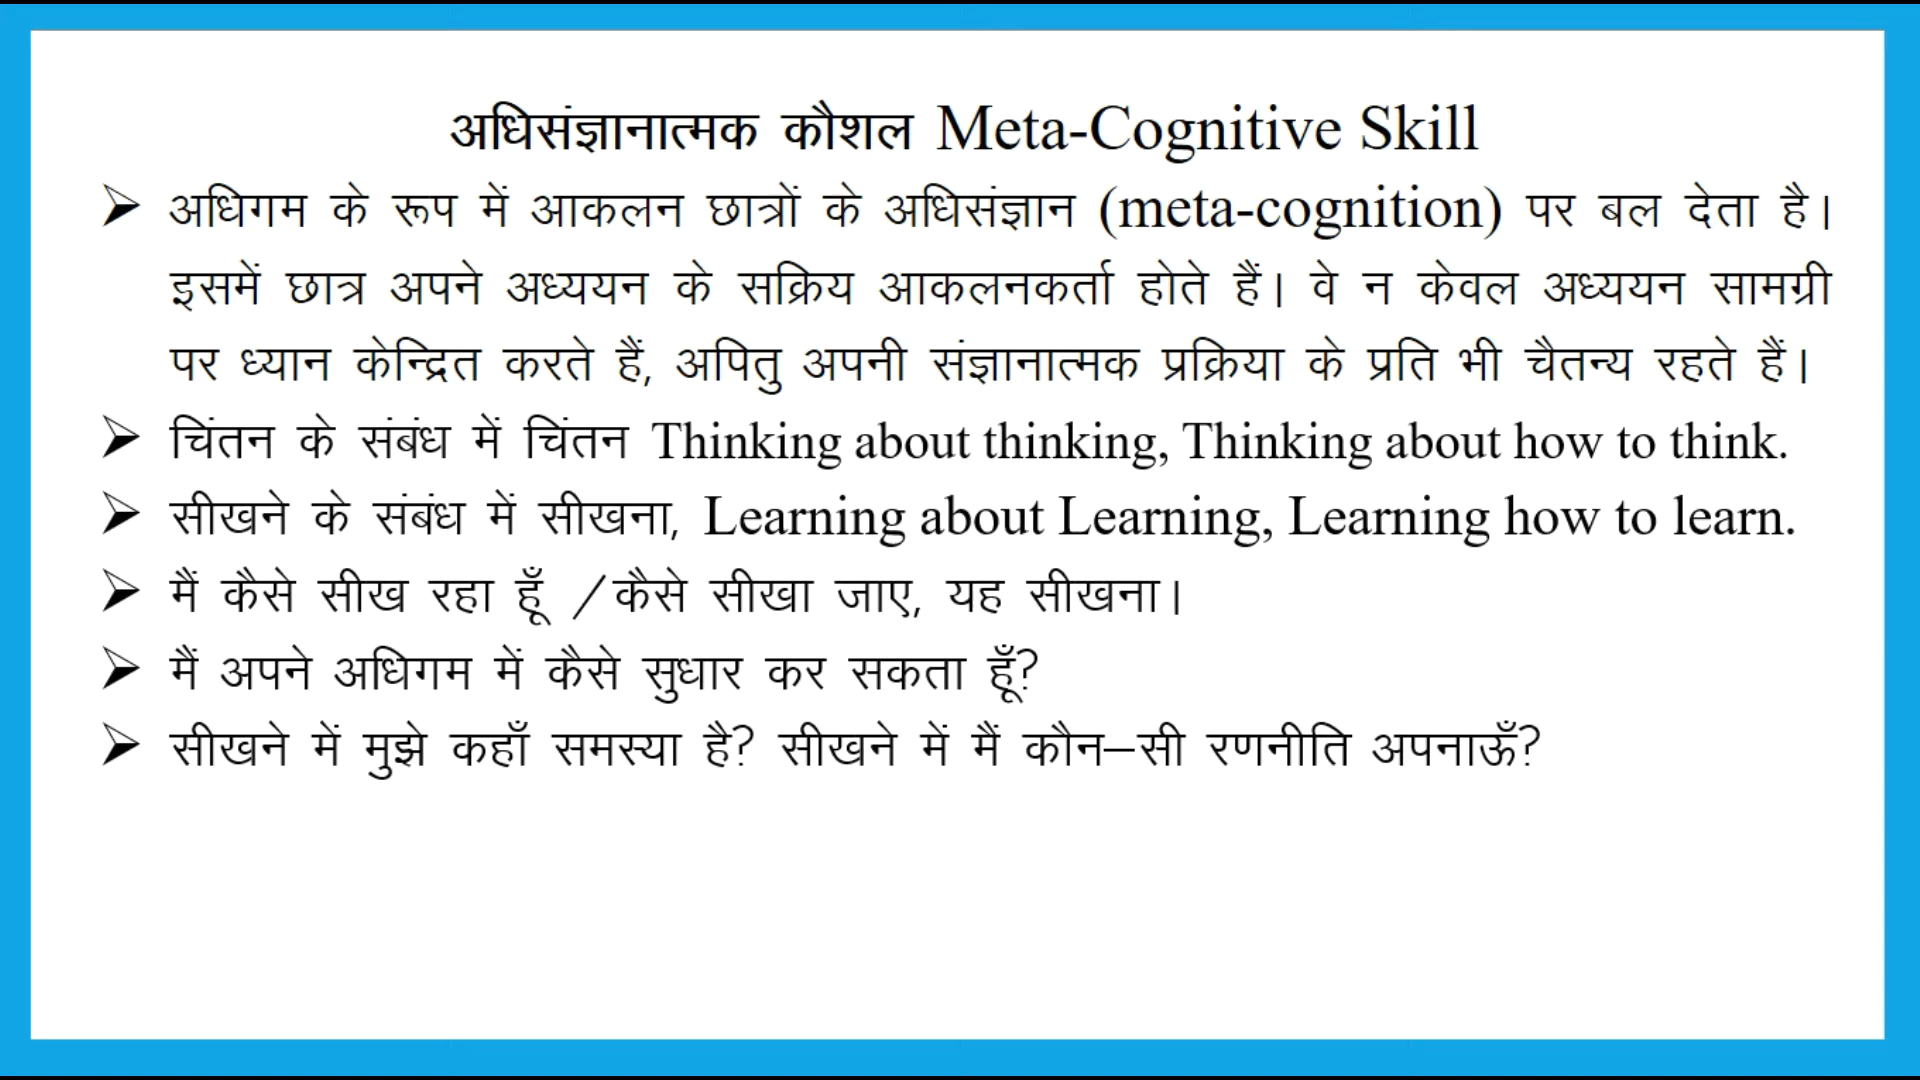 अधिसंज्ञानात्मक कौशल Meta-Cognitive Skill
➢ अधिगम के रूप में आकलन छात्रों के अधिसंज्ञान (meta-cognition) पर बल देता है।
इसमें छात्र अपने अध्ययन के सक्रिय आकलनकर्ता होते हैं। वे न केवल अध्ययन सामग्री
पर ध्यान केन्द्रित करते हैं, अपितु अपनी संज्ञानात्मक प्रक्रिया के प्रति भी चैतन्य रहते हैं।
➢ चिंतन के संबंध में चिंतन Thinking about thinking, Thinking about how to think.
➢ सीखने के संबंध में सीखना, Learning about Learning, Learning how to learn.
➢ मैं कैसे सीख रहा हूँ /कैसे सीखा जाए, यह सीखना।
➢ मैं अपने अधिगम में कैसे सुधार कर सकता हूँ?
➢ सीखने में मुझे कहाँ समस्या है? सीखने में मैं कौन–सी रणनीति अपनाऊँ?